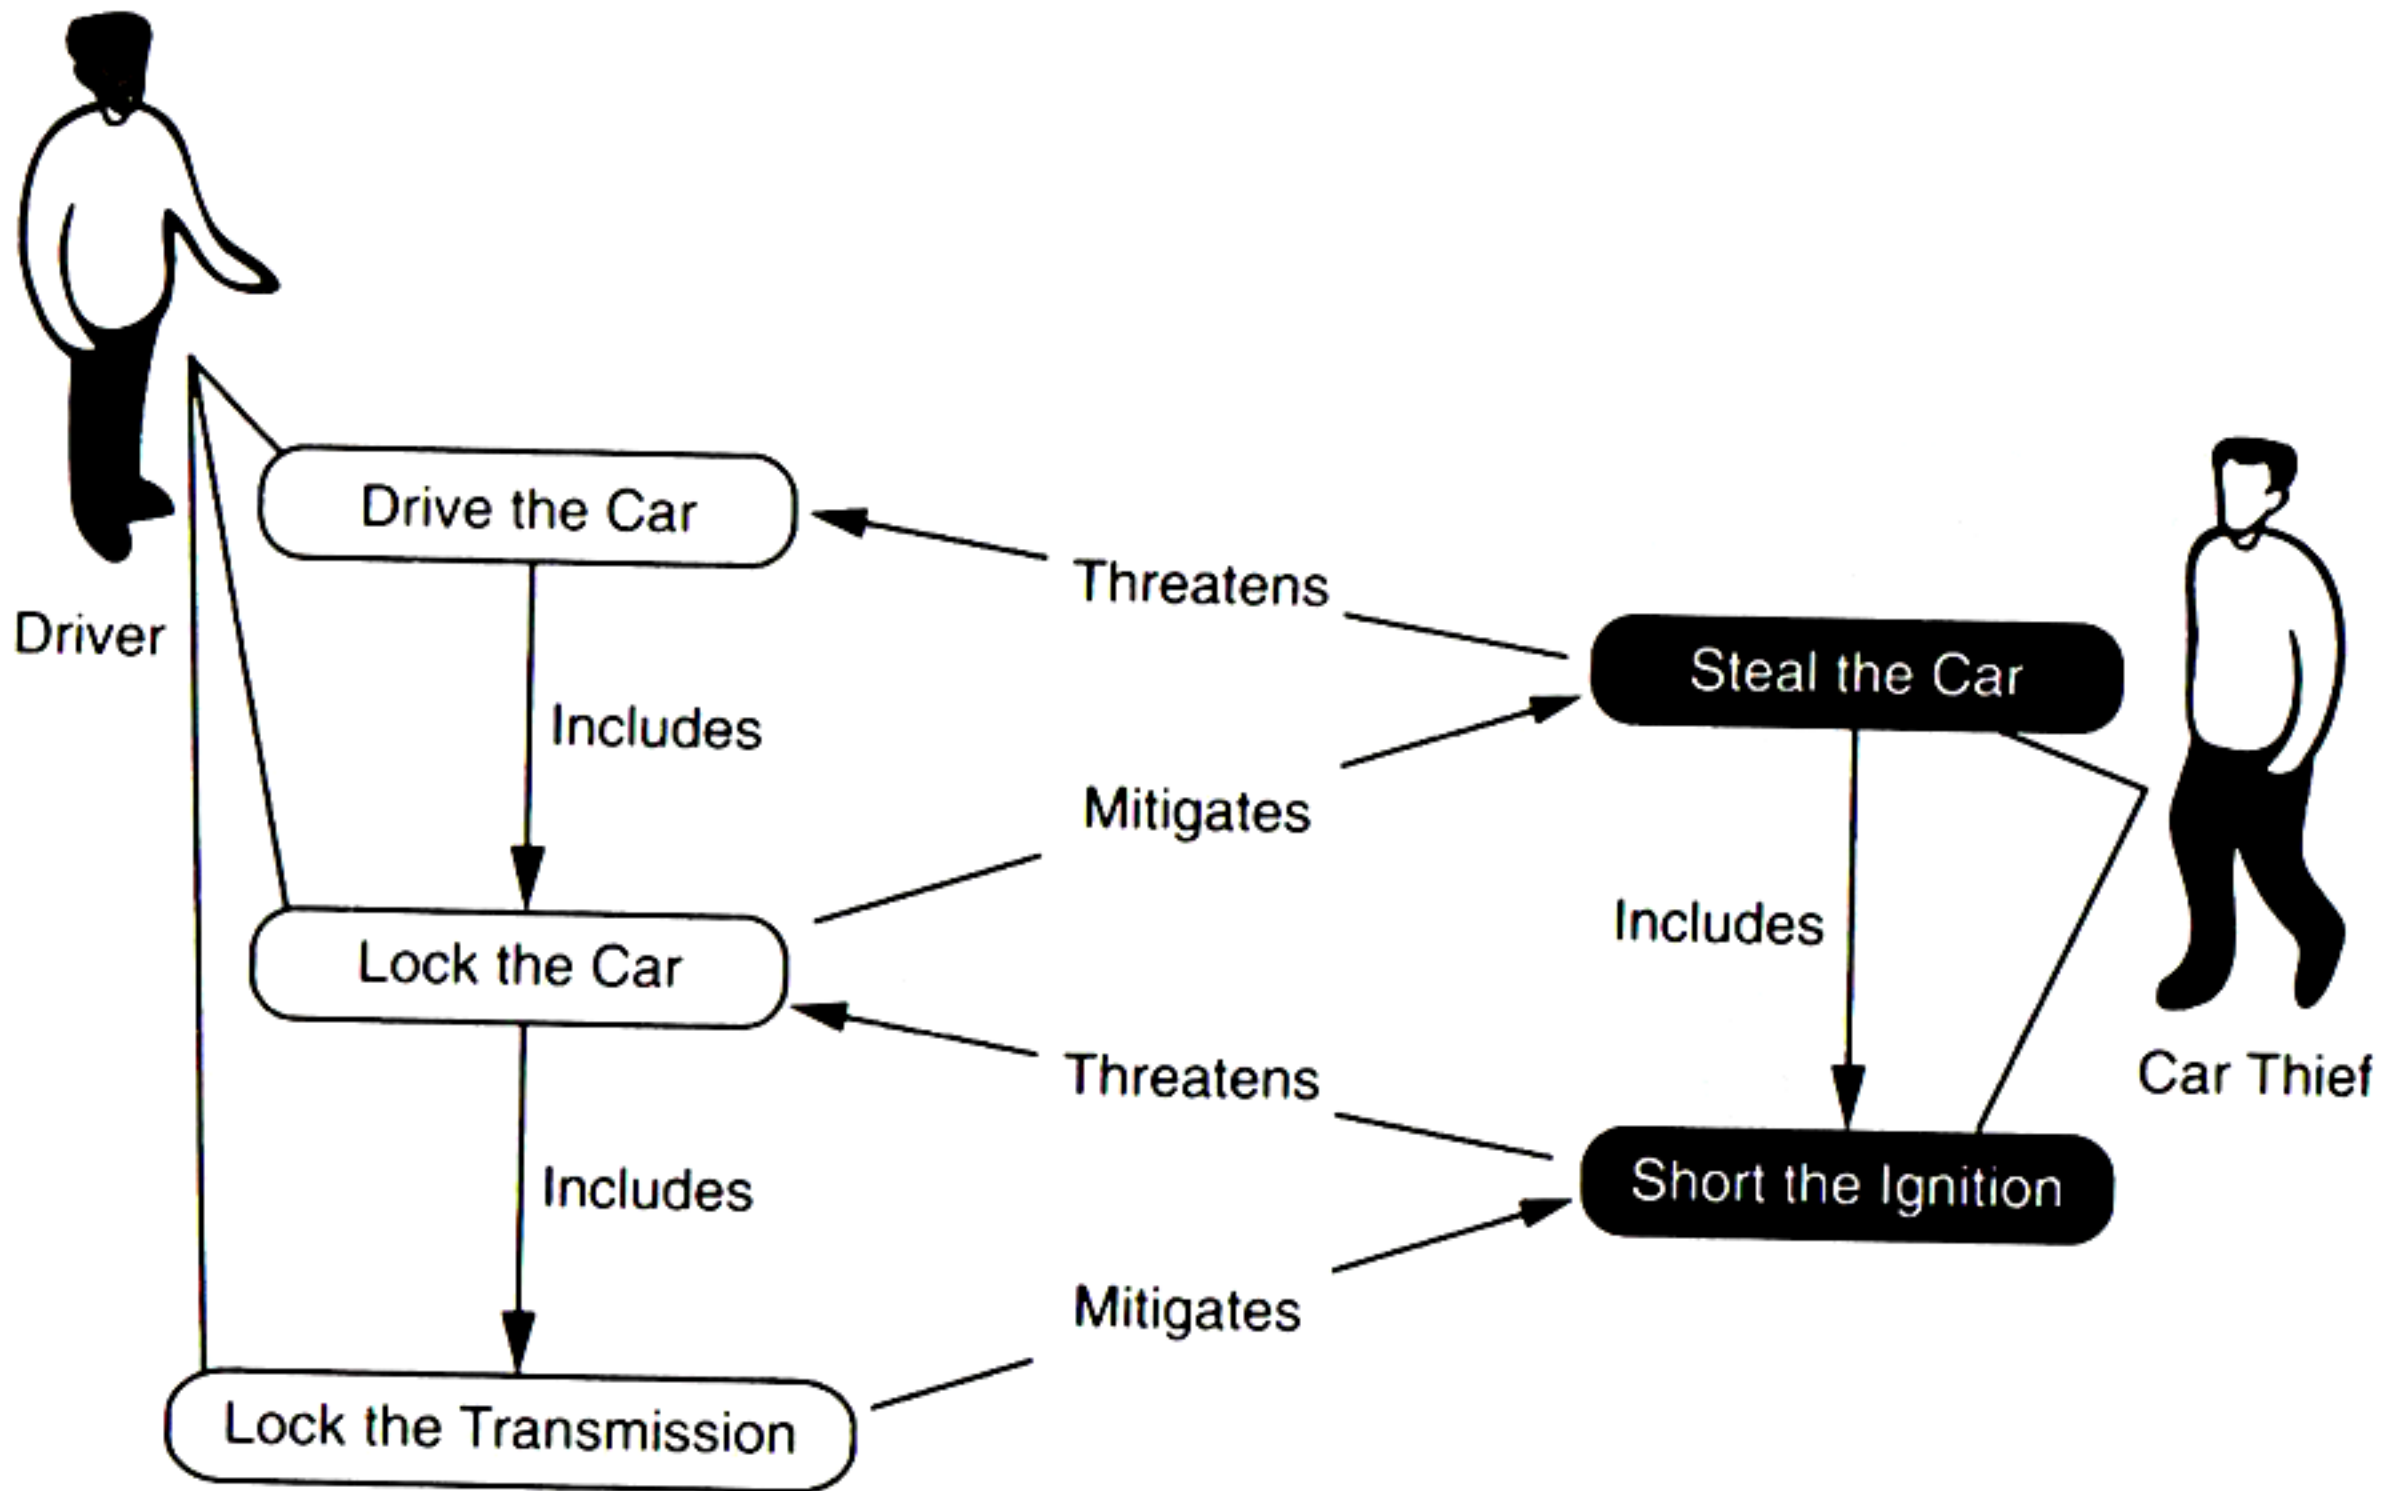 Drive the Car
Threatens
Driver
Steal the Car
Includes
Mitigates
Includes
Lock the Car
Threatens
Car Thief
Includes
Short the Ignition
Mitigates
Lock the Transmission